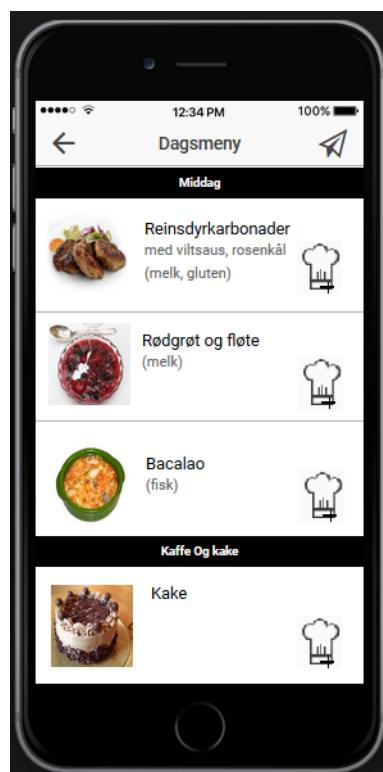 12:34 PM
100%
Dagsmeny
Middag
Reinsdyrkarbonader
med viltsaus, rosenkål
(melk, gluten)
Rødgrøt og fløte
(melk)
Bacalao
(fisk)
Kaffe Og kake
Kake